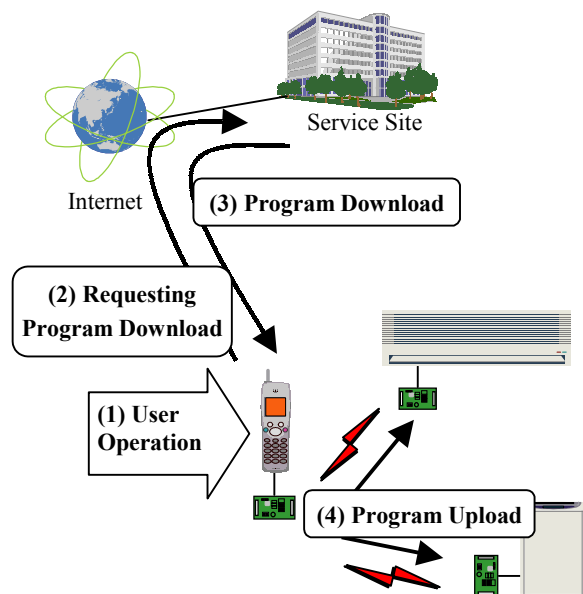 Service Site
Internet
(3) Program Download
(2) Requesting
Program Download
(1) User
Operation
(4) Program Upload